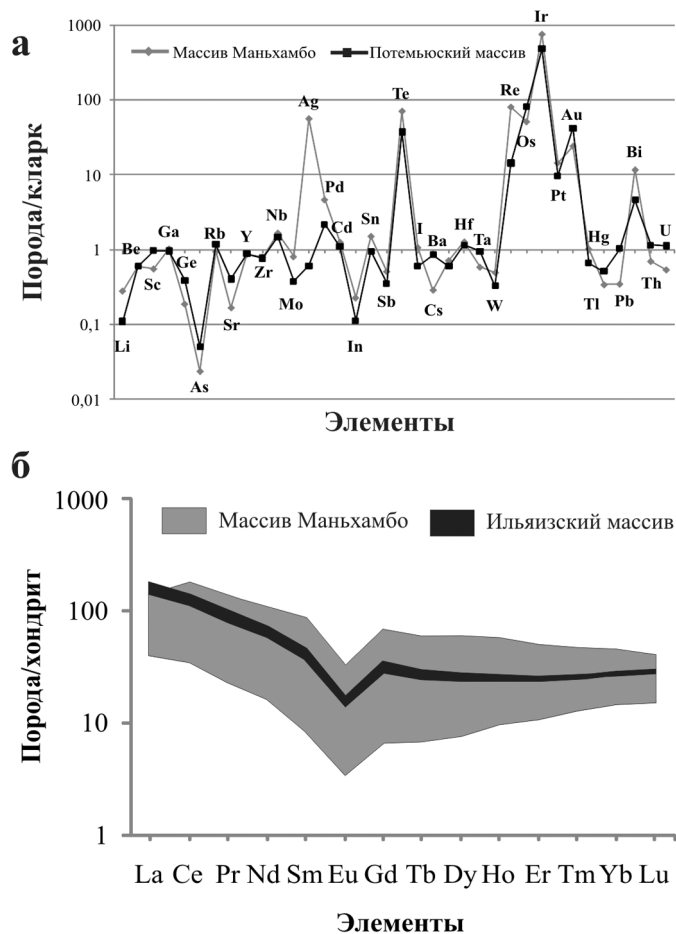 а
1000
100
10
1
0,1
0,01
Порода/кларк
Массив Маньхамбо
Потемьюский массив
Li
Be
Sc
Ga
Ge
As
Rb
Sr
Y
Zr
Nb
Mo
Ag
Pd
Cd
In
Sn
Sb
Te
I
Cs
Ba
Hf
Ta
W
Re
Os
Ir
Pt
Au
Hg
Tl
Pb
Bi
Th
U
Элементы
б
1000
100
10
1
Порода/хондрит
Массив Маньхамбо
Ильяизский массив
La Ce Pr Nd Sm Eu Gd Tb Dy Ho Er Tm Yb Lu
Элементы